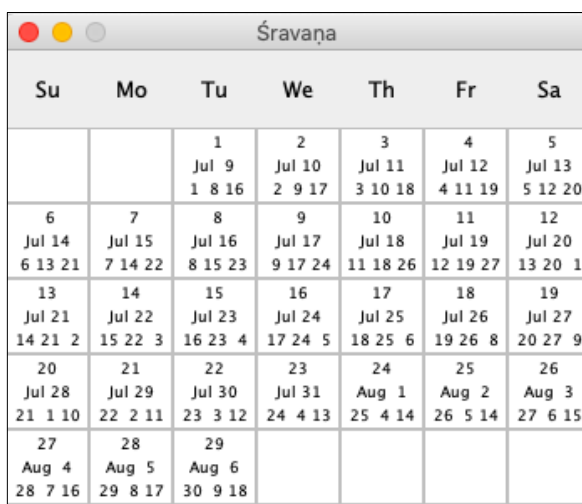 Śravaṇa
Su Mo Tu We Th Fr Sa
1 2 3 4 5
Jul 9 Jul 10 Jul 11 Jul 12 Jul 13
1 8 16 2 9 17 3 10 18 4 11 19 5 12 20
6 7 8 9 10 11 12
Jul 14 Jul 15 Jul 16 Jul 17 Jul 18 Jul 19 Jul 20
6 13 21 7 14 22 8 15 23 9 17 24 11 18 26 12 19 27 13 20 1
13 14 15 16 17 18 19
Jul 21 Jul 22 Jul 23 Jul 24 Jul 25 Jul 26 Jul 27
14 21 2 15 22 3 16 23 4 17 24 5 18 25 6 19 26 8 20 27 9
20 21 22 23 24 25 26
Jul 28 Jul 29 Jul 30 Jul 31 Aug 1 Aug 2 Aug 3
21 1 10 22 2 11 23 3 12 24 4 13 25 4 14 26 5 14 27 6 15
27 28 29
Aug 4 Aug 5 Aug 6
28 7 16 29 8 17 30 9 18